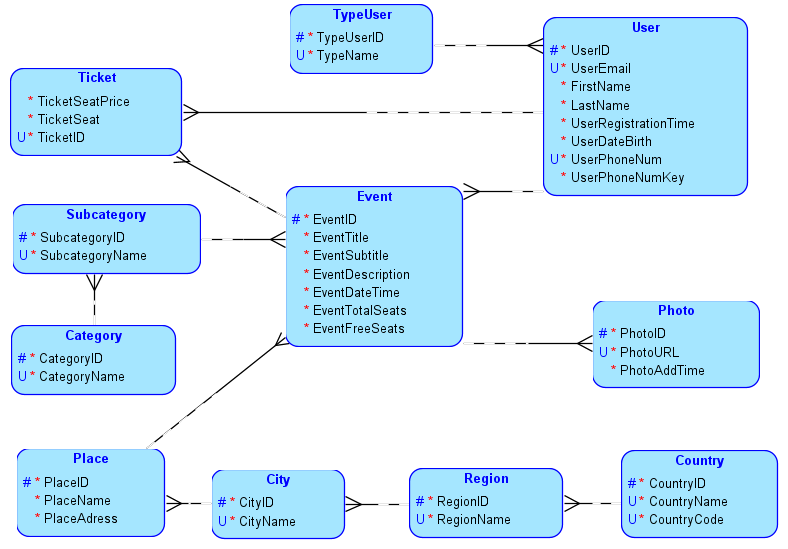 TypeUser
# * TypeUserID
U * TypeName
User
# * UserID
U * UserEmail
* FirstName
* LastName
* UserRegistrationTime
* UserDateBirth
U * UserPhoneNum
* UserPhoneNumKey
Ticket
* TicketSeatPrice
* TicketSeat
U * TicketID
Event
# * EventID
* EventTitle
* EventSubtitle
* EventDescription
* EventDateTime
* EventTotalSeats
* EventFreeSeats
Subcategory
# * SubcategoryID
U * SubcategoryName
Category
# * CategoryID
U * CategoryName
Photo
# * PhotoID
U * PhotoURL
* PhotoAddTime
Place
# * PlaceID
* PlaceName
* PlaceAdress
City
# * CityID
U * CityName
Region
# * RegionID
U * RegionName
Country
# * CountryID
U * CountryName
U * CountryCode